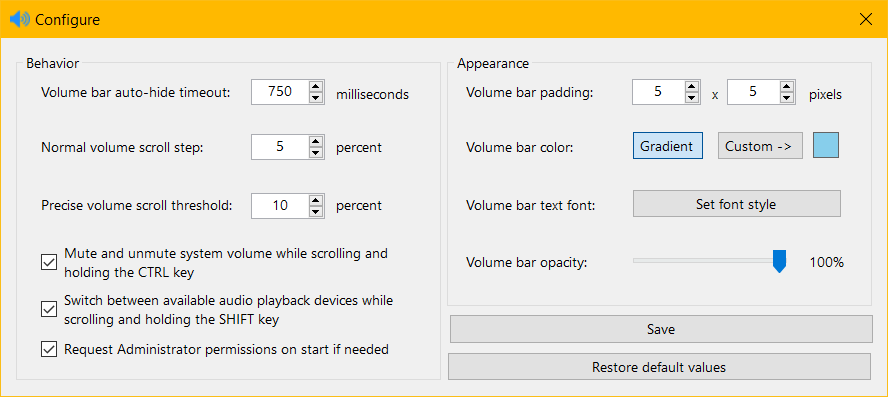 Configure
Behavior
Volume bar auto-hide timeout: 750 milliseconds
Normal volume scroll step: 5 percent
Precise volume scroll threshold: 10 percent
Mute and unmute system volume while scrolling and
holding the CTRL key
Switch between available audio playback devices while
scrolling and holding the SHIFT key
Request Administrator permissions on start if needed
Appearance
Volume bar padding: 5 x 5 pixels
Volume bar color: Gradient Custom ->
Volume bar text font: Set font style
Volume bar opacity: 100%
Save
Restore default values